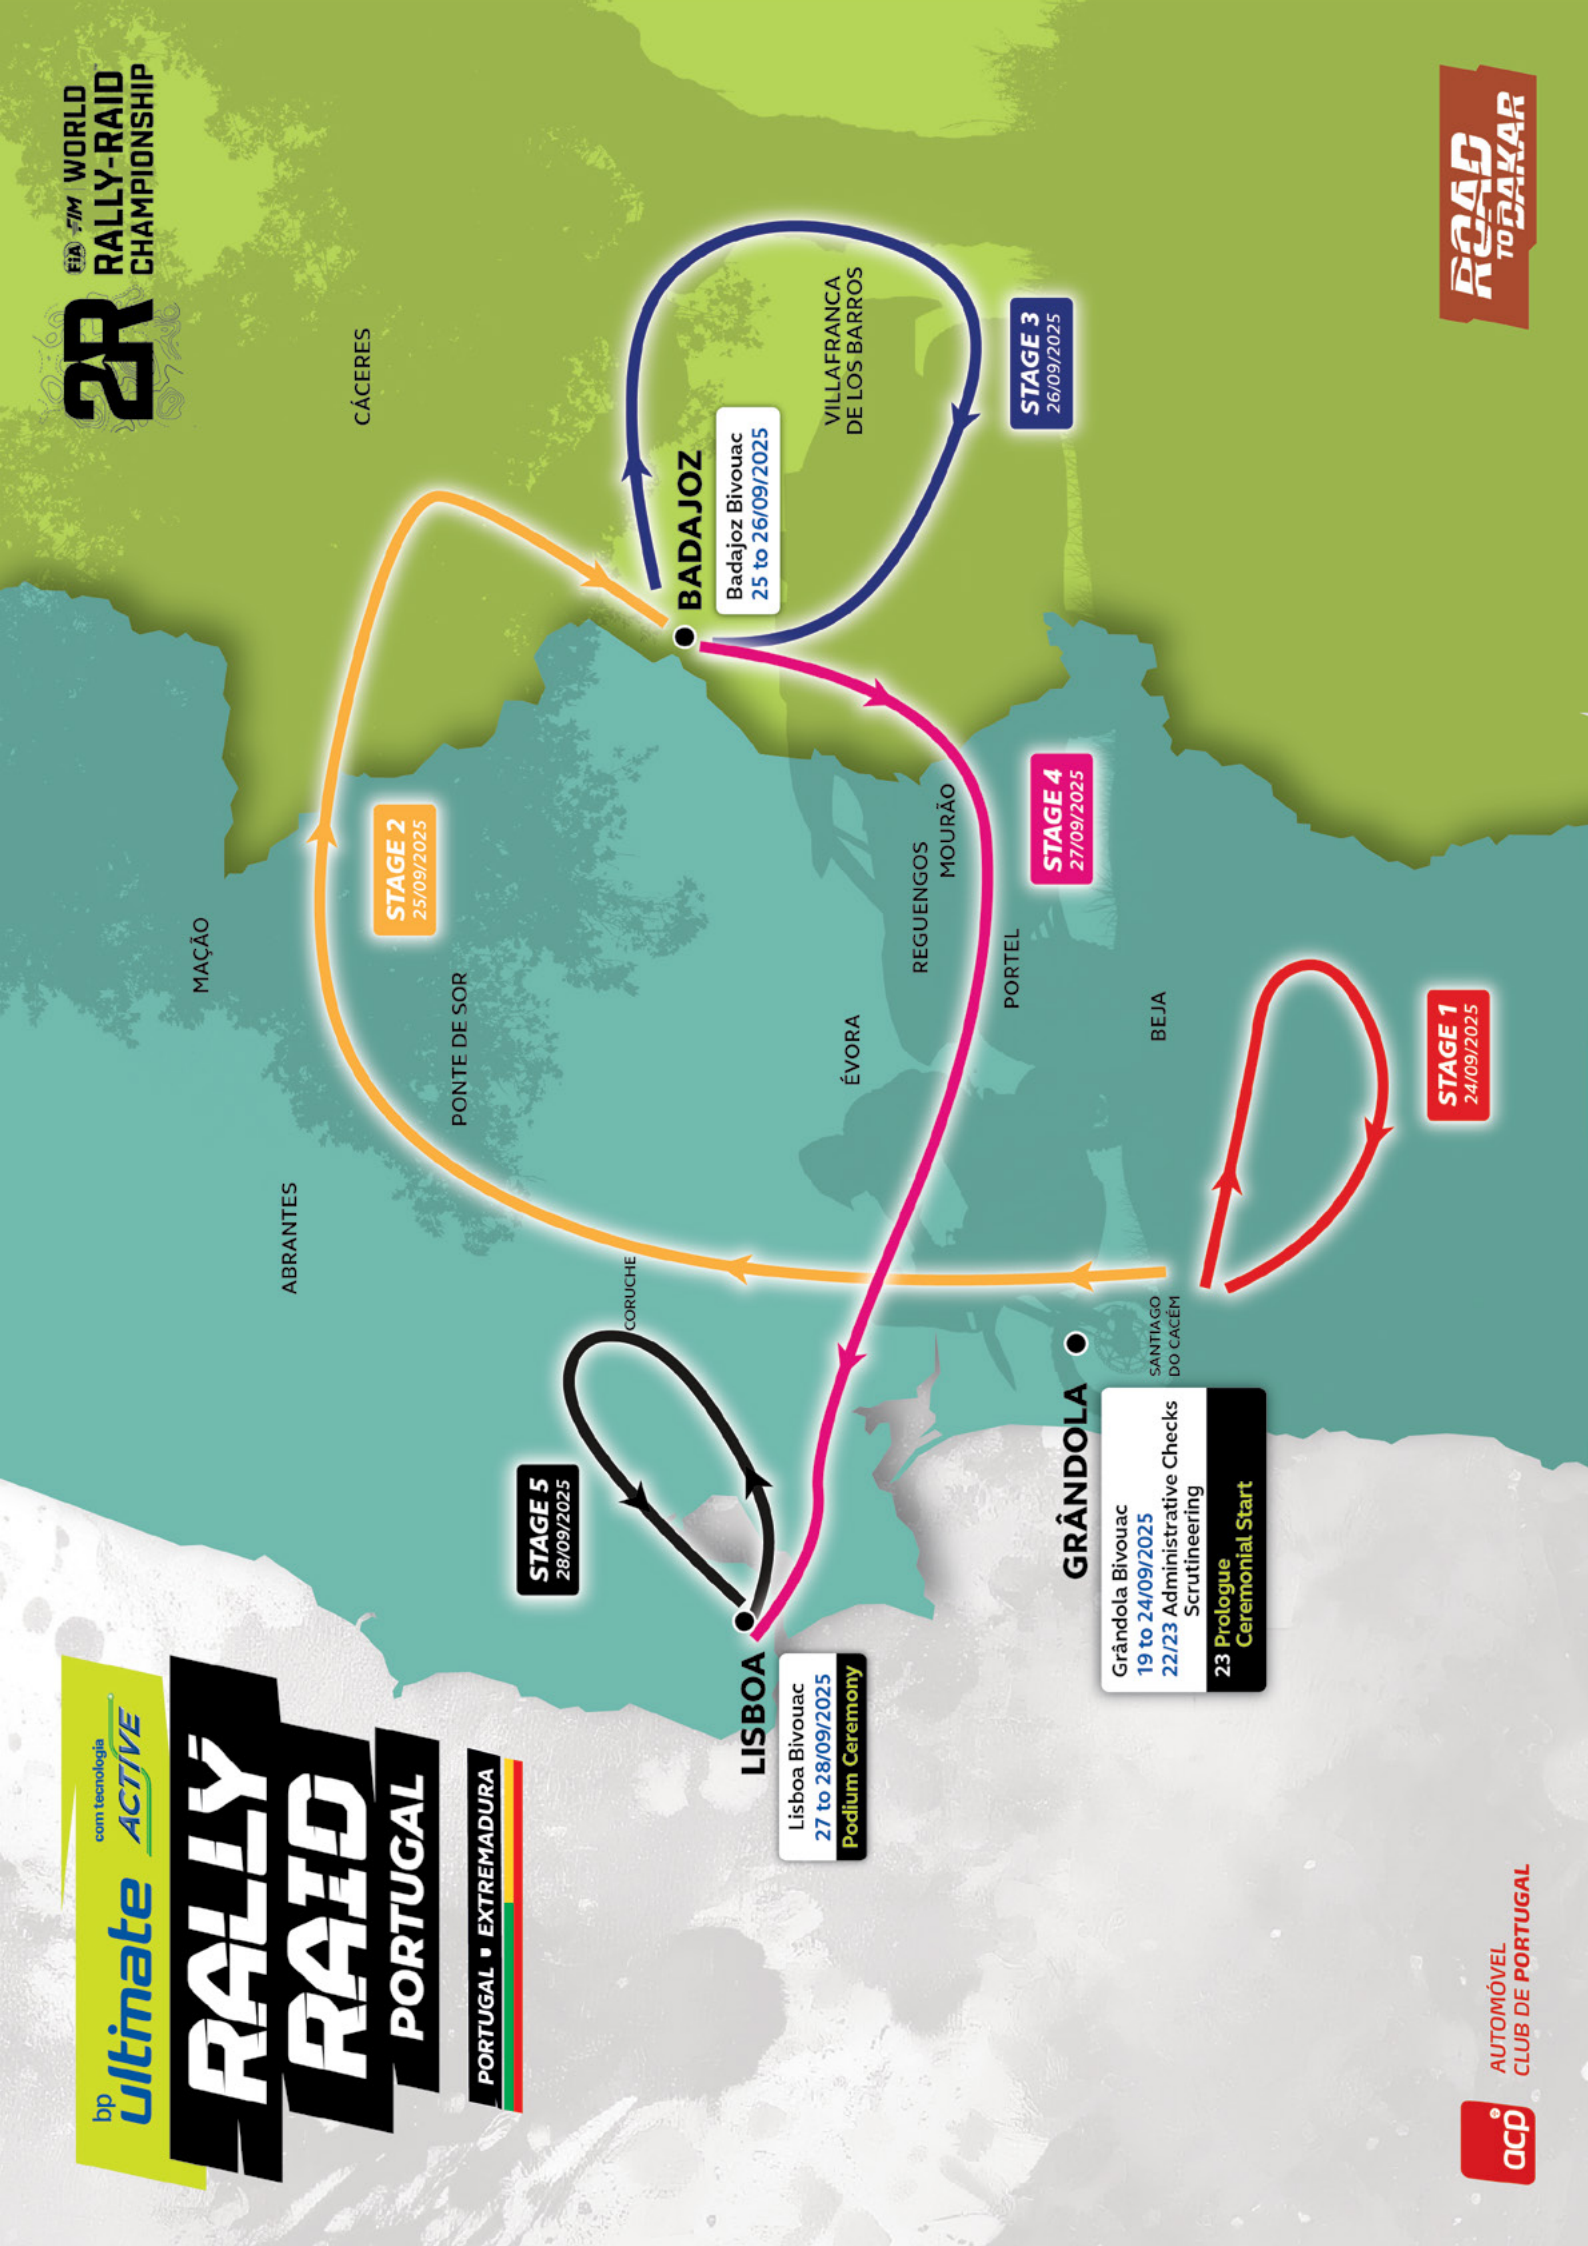 bp
ultimate
com tecnologia
ACTIVE
RALLY
RAID
PORTUGAL
PORTUGAL EXTREMADURA
2R
FIA FIM WORLD
RALLY-RAID
CHAMPIONSHIP
MAÇÃO
CÁCERES
ABRANTES
STAGE 2
25/09/2025
PONTE DE SOR
STAGE 5
28/09/2025
CORUCHE
BADAJOZ
Badajoz Bivouac
25 to 26/09/2025
LISBOA
Lisboa Bivouac
27 to 28/09/2025
Podium Ceremony
ÉVORA
VILLAFRANCA
DE LOS BARROS
REGUENGOS
MOURÃO
PORTEL
STAGE 3
26/09/2025
STAGE 4
27/09/2025
GRÂNDOLA
Grândola Bivouac
19 to 24/09/2025
22/23 Administrative Checks
Scrutineering
23 Prologue
Ceremonial Start
SANTIAGO
DO CACÉM
BEJA
STAGE 1
24/09/2025
acp
AUTOMÓVEL
CLUB DE PORTUGAL
ROAD
TO DAKAR